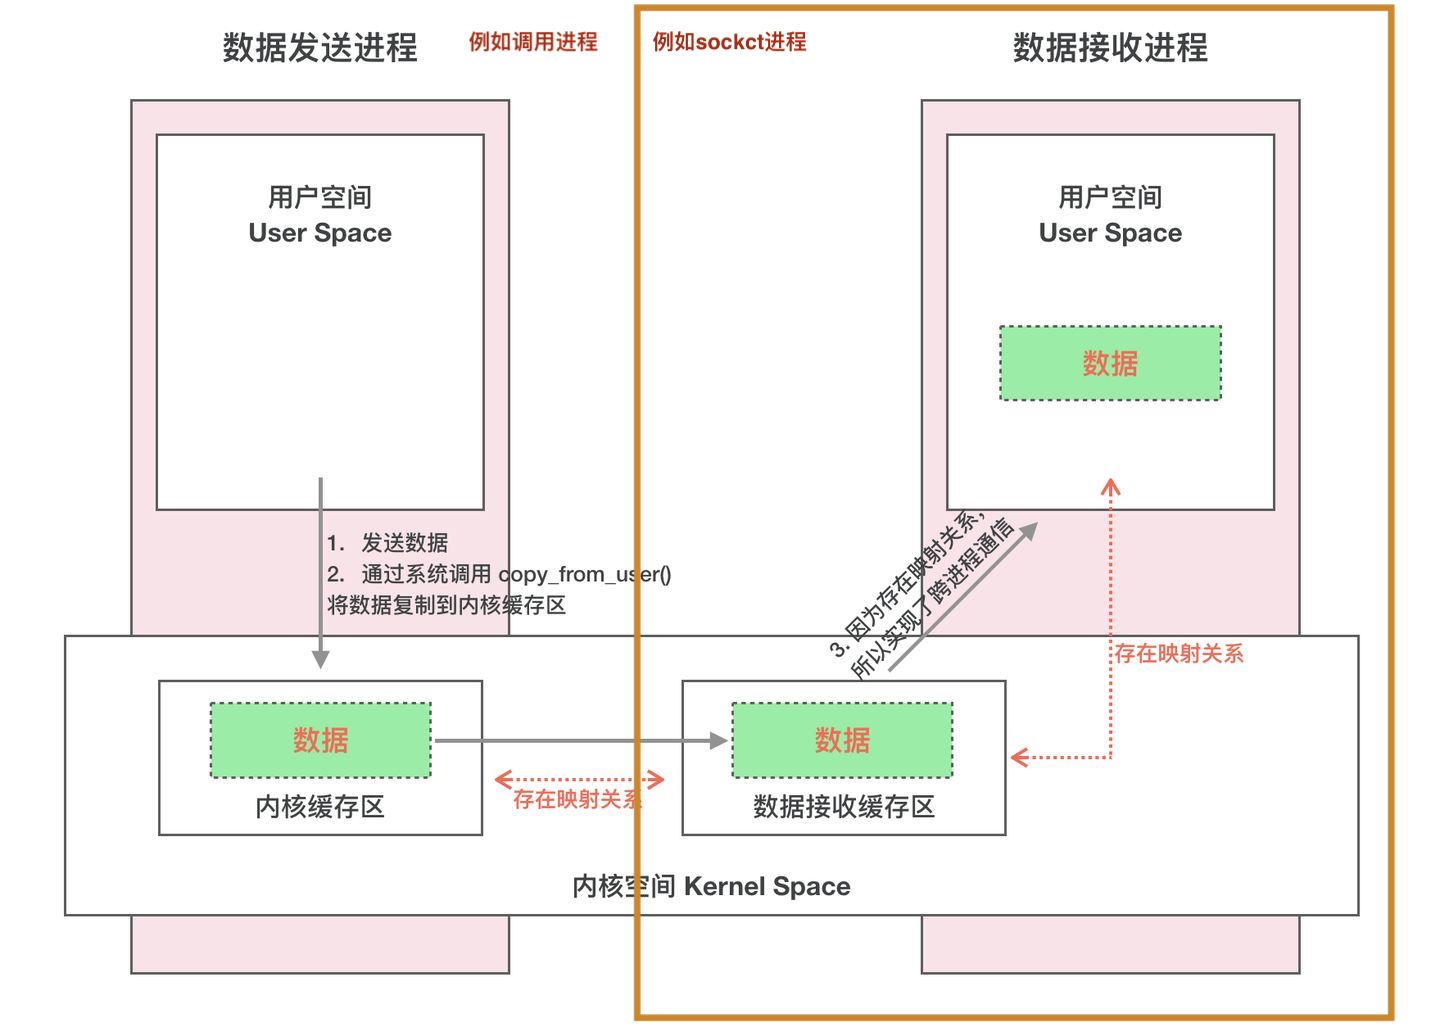 数据发送进程
例如调用进程
例如sockct进程
数据接收进程
用户空间
User Space
用户空间
User Space
数据
1. 发送数据
2. 通过系统调用 copy_from_user()
将数据复制到内核缓存区
3. 因为存在映射关系，
所以实现了跨进程通信
存在映射关系
数据
数据
存在映射关系
内核缓存区
数据接收缓存区
内核空间 Kernel Space